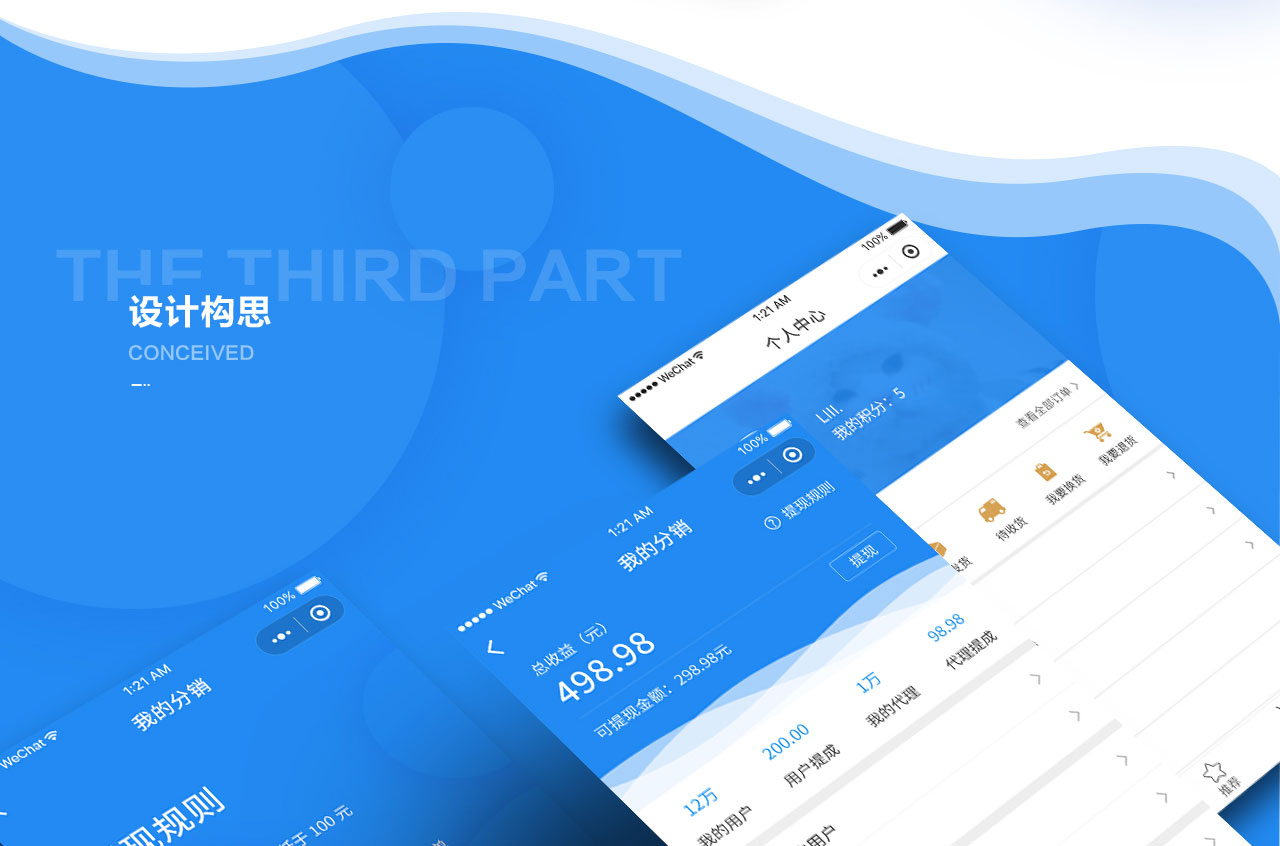 THE THIRD PART
设计构思
CONCEIVED
100%
1:21 AM
WeChat
个人中心
LIII.
我的积分：5
查看全部订单
待收货
我要换货
我要退货
推荐
100%
1:21 AM
WeChat
我的分销
提现规则
总收益（元）
498.98
提现
可提现金额：298.98元
12万
我的用户
200.00
用户提成
1万
我的代理
98.98
代理提成
用户
100%
1:21 AM
WeChat
我的分销
现规则
于 100 元